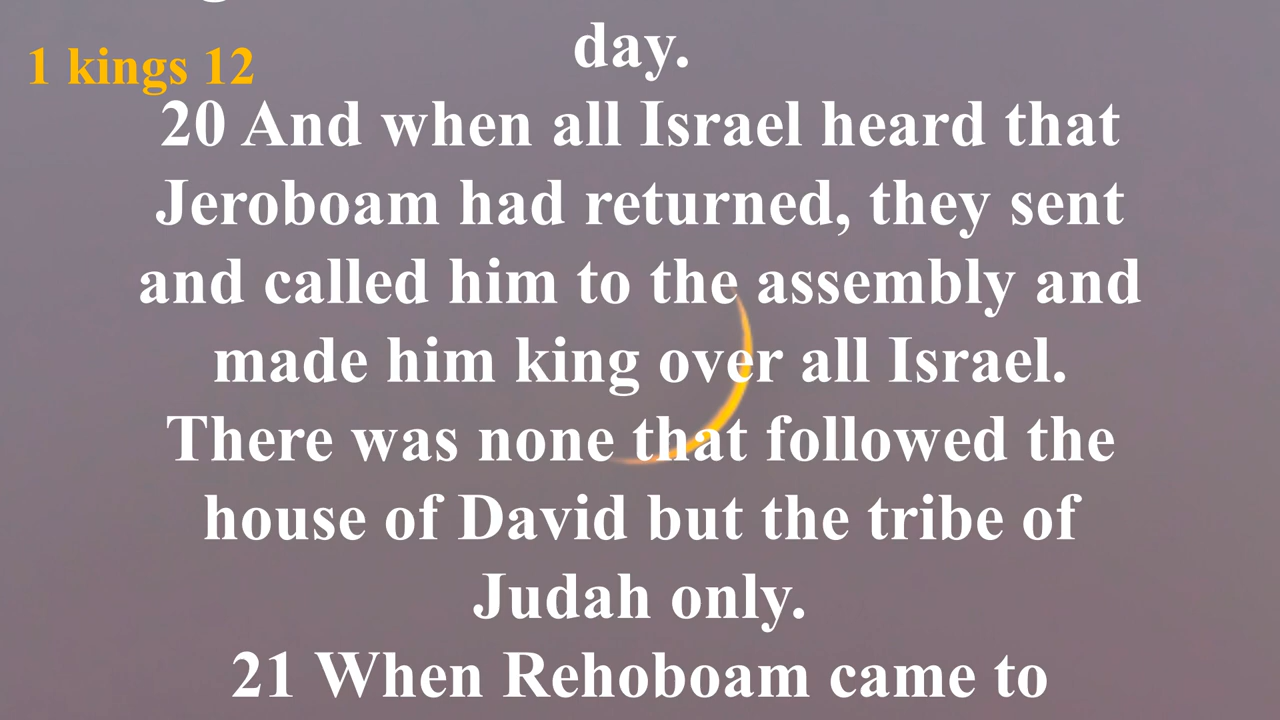 day.
1 kings 12
20 And when all Israel heard that
Jeroboam had returned, they sent
and called him to the assembly and
made him king over all Israel.
There was none that followed the
house of David but the tribe of
Judah only.
21 When Rehoboam came to